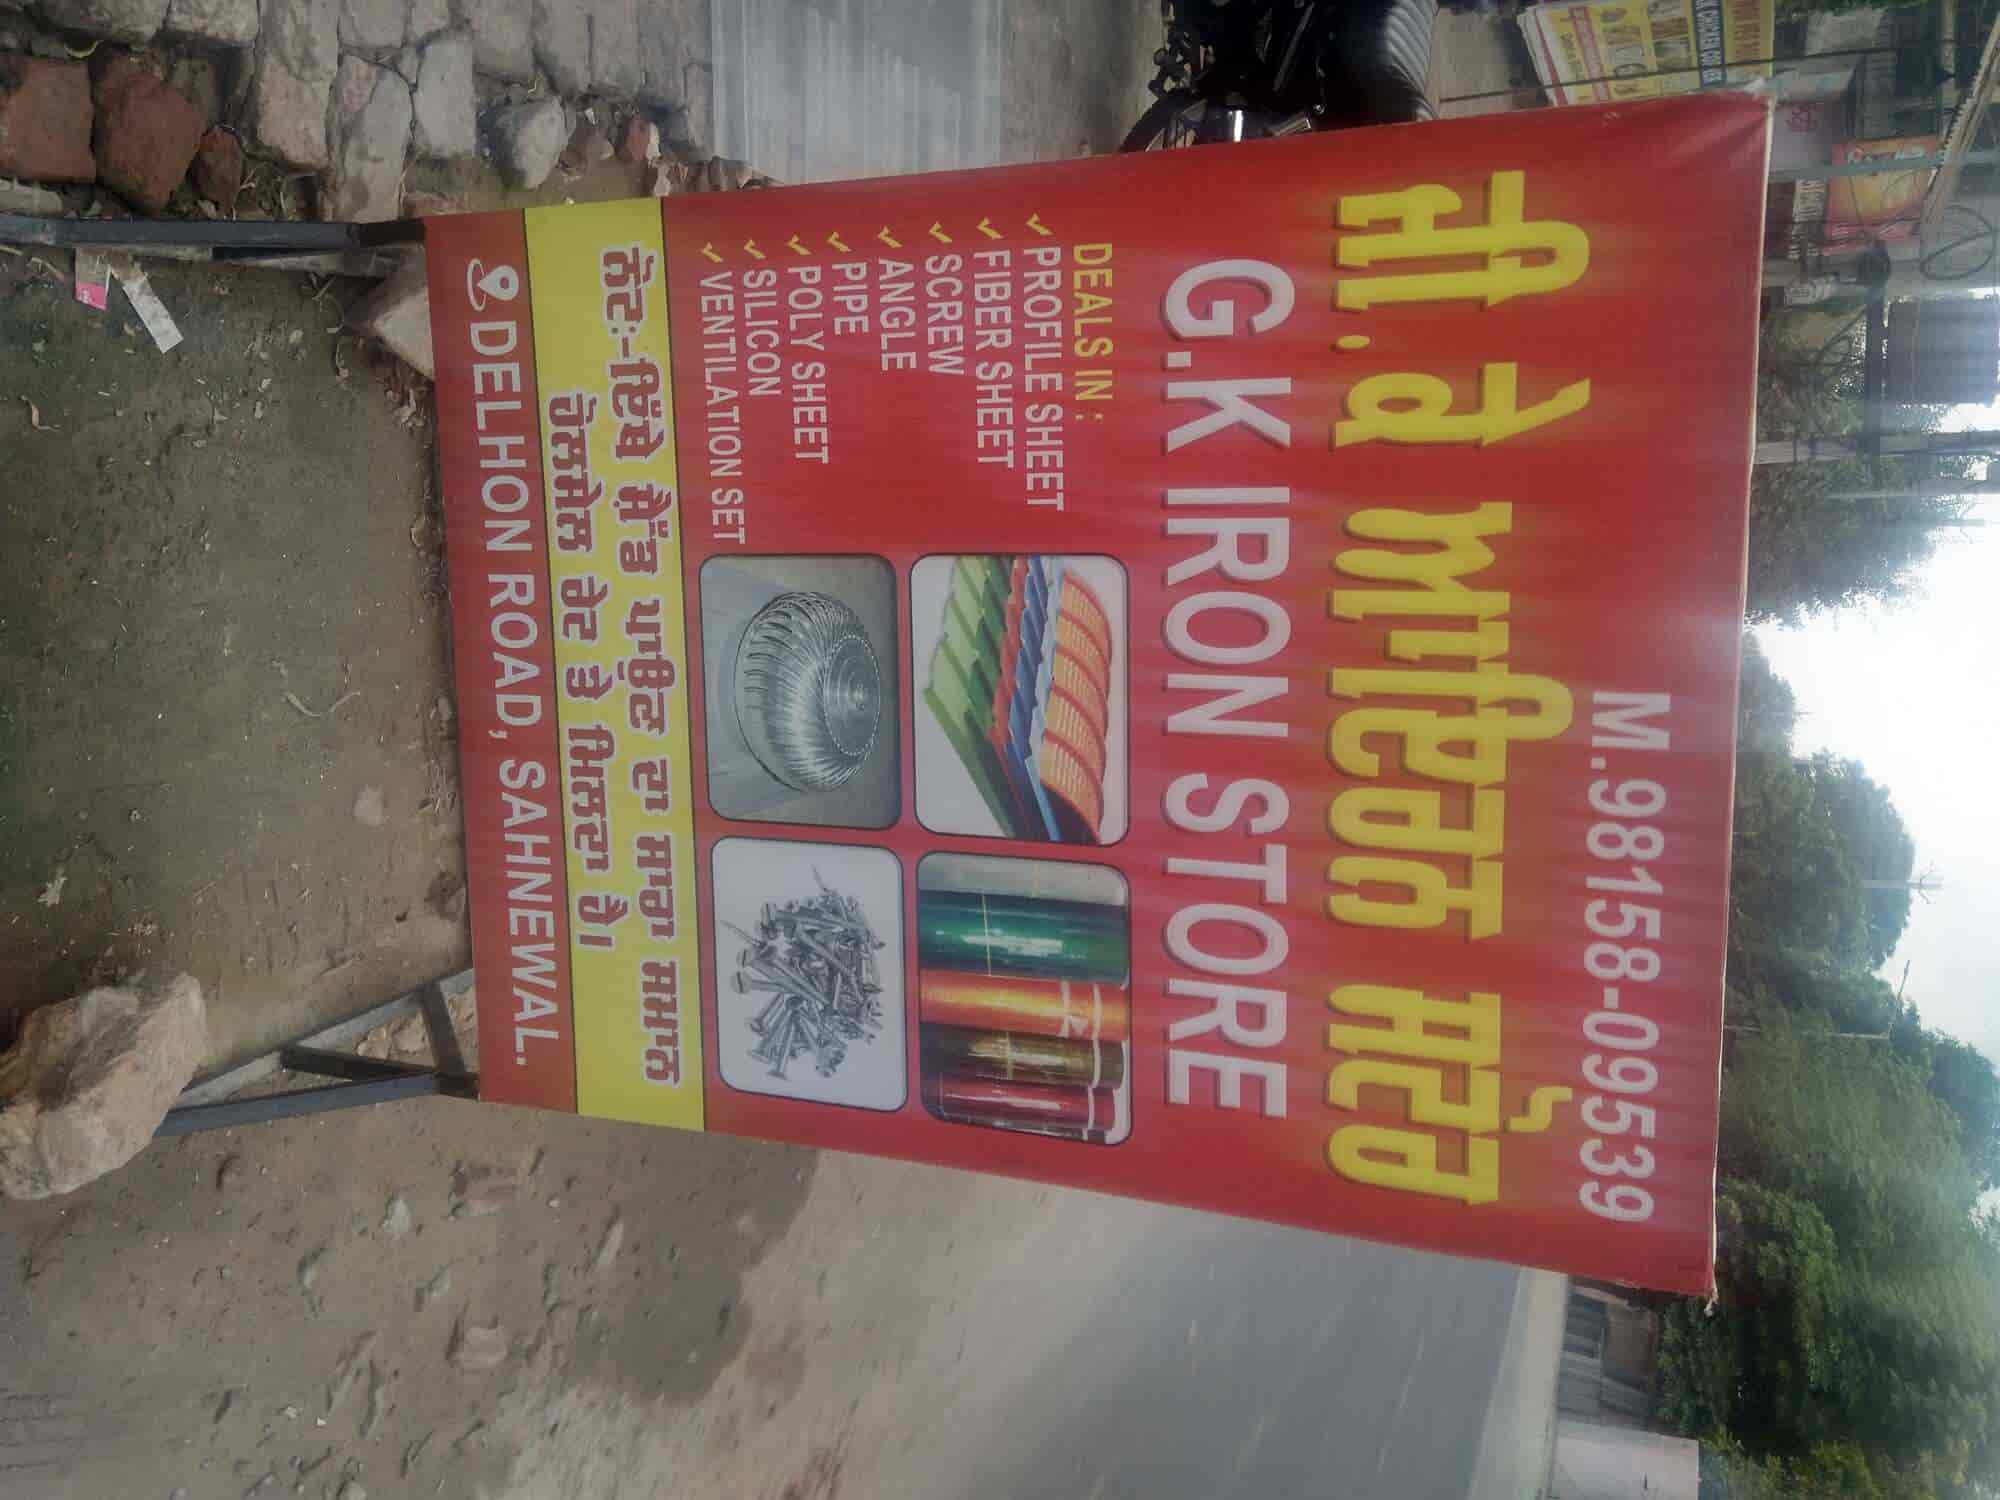 M.98158-09539
ਜੀ.ਕੇ ਆਇਰਨ ਸਟੋਰ
G.K IRON STORE
DEALS IN :
PROFILE SHEET
FIBER SHEET
SCREW
ANGLE
PIPE
POLY SHEET
SILICON
VENTILATION SET
ਨੋਟ:-ਇੱਥੇ ਸ਼ੈੱਡ ਪਾਉਣ ਦਾ ਸਾਰਾ ਸਮਾਨ
ਹੋਲਸੇਲ ਰੇਟ ਤੇ ਮਿਲਦਾ ਹੈ।
DELHON ROAD, SAHNEWAL.